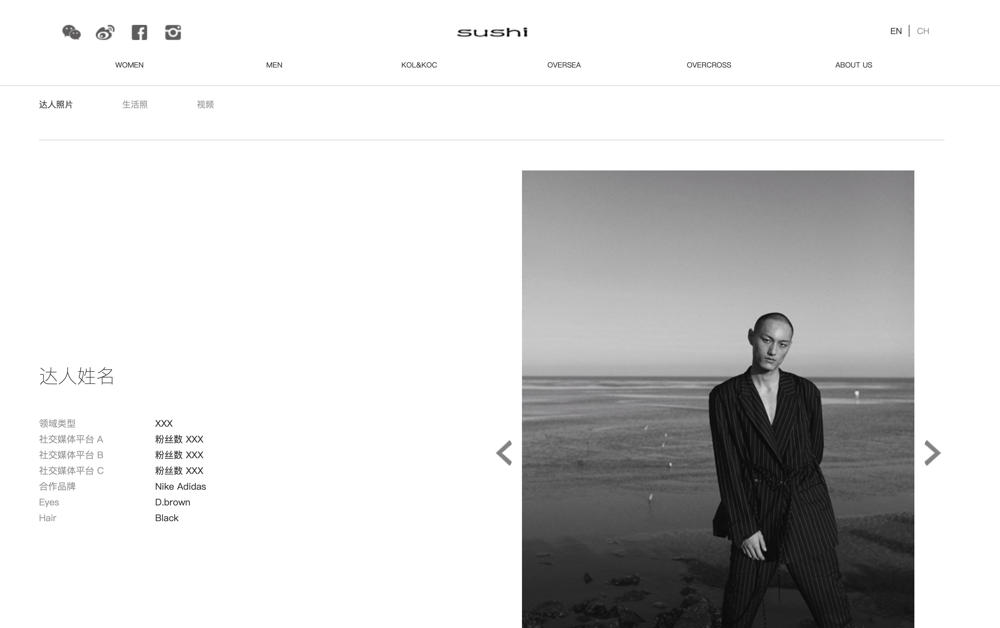 sushi
EN | CH
WOMEN MEN KOL&KOC OVERSEA OVERCROSS ABOUT US
达人照片 生活照 视频
达人姓名
领域类型 XXX
社交媒体平台 A 粉丝数 XXX
社交媒体平台 B 粉丝数 XXX
社交媒体平台 C 粉丝数 XXX
合作品牌 Nike Adidas
Eyes D.brown
Hair Black